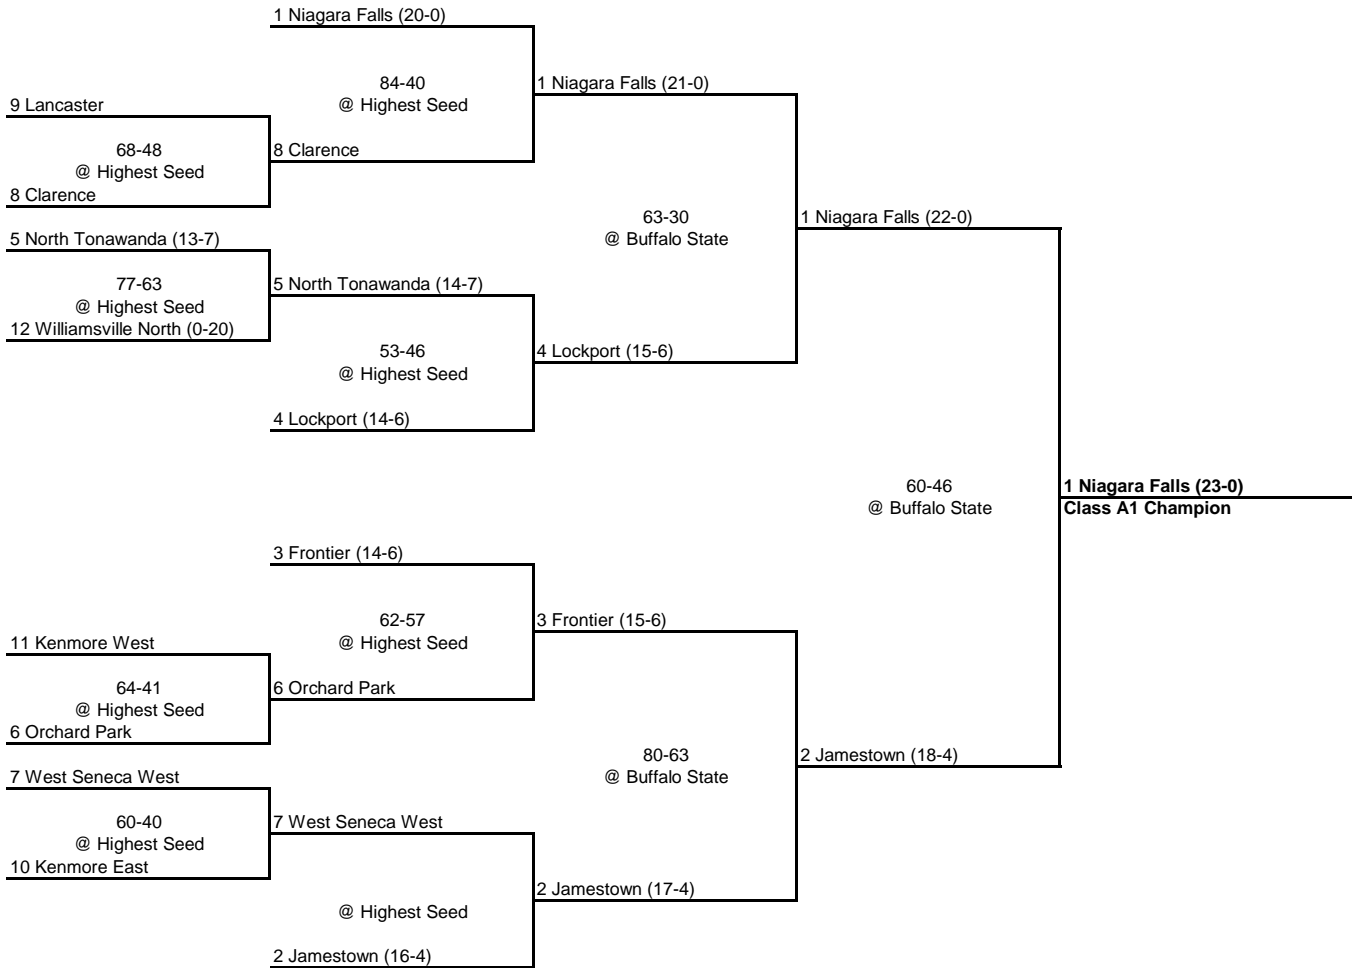 1 Niagara Falls (20-0)
84-40
@ Highest Seed
1 Niagara Falls (21-0)
9 Lancaster
68-48
@ Highest Seed
8 Clarence
8 Clarence
63-30
@ Buffalo State
1 Niagara Falls (22-0)
5 North Tonawanda (13-7)
77-63
@ Highest Seed
5 North Tonawanda (14-7)
12 Williamsville North (0-20)
53-46
@ Highest Seed
4 Lockport (15-6)
4 Lockport (14-6)
60-46
@ Buffalo State
1 Niagara Falls (23-0)
Class A1 Champion
3 Frontier (14-6)
62-57
@ Highest Seed
3 Frontier (15-6)
11 Kenmore West
64-41
@ Highest Seed
6 Orchard Park
6 Orchard Park
80-63
@ Buffalo State
2 Jamestown (18-4)
7 West Seneca West
60-40
@ Highest Seed
7 West Seneca West
10 Kenmore East
@ Highest Seed
2 Jamestown (17-4)
2 Jamestown (16-4)